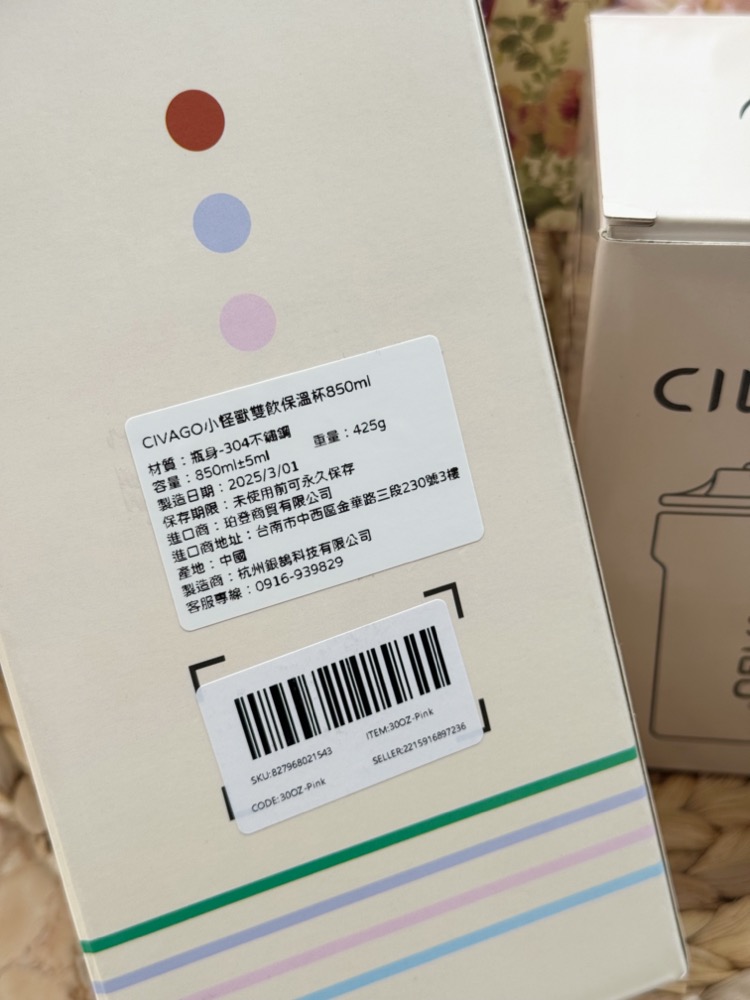 CIVAGO小怪獸雙飲保溫杯850ml
材質：瓶身-304不鏽鋼 重量：425g
容量：850ml±5ml
製造日期：2025/3/01
保存期限：未使用前可永久保存
進口商：珀登商貿有限公司
進口商地址：台南市中西區金華路三段230號3樓
產地：中國
製造商：杭州銀鵲科技有限公司
客服專線：0916-939829
SKU:827968021543 ITEM:30OZ-Pink
CODE:30OZ-Pink SELLER:2215916897236